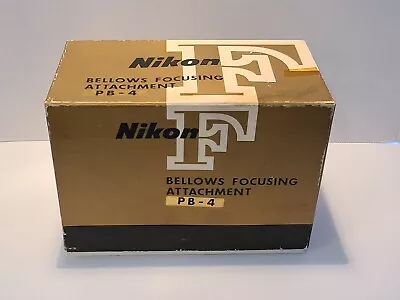 Nikon F
BELLOWS FOCUSING
ATTACHMENT
PB-4
Nikon F
BELLOWS FOCUSING
ATTACHMENT
PB-4